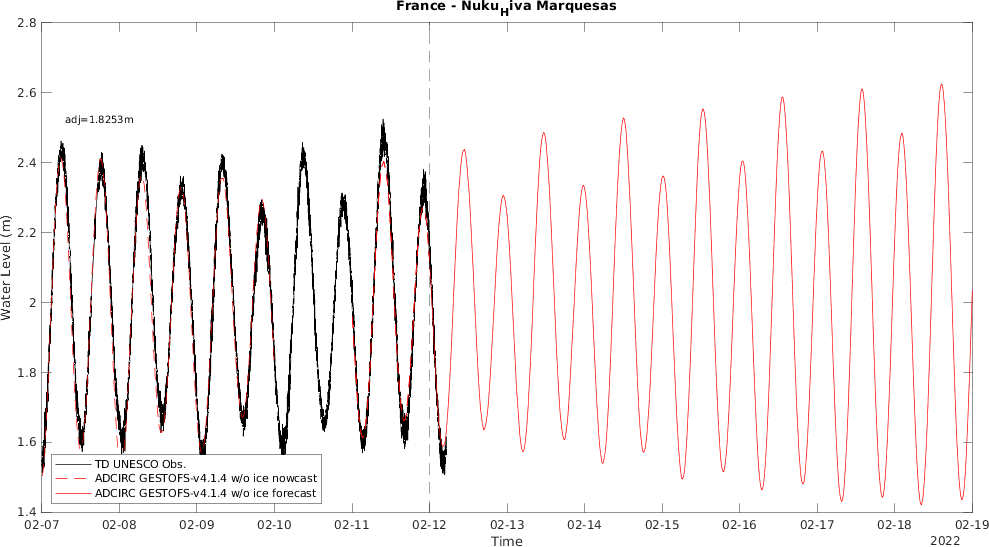 France - Nuku_Hiva Marquesas
2.8
2.6
2.4
2.2
2
1.8
1.6
1.4
Water Level (m)
adj=1.8253m
TD UNESCO Obs.
ADCIRC GESTOFS-v4.1.4 w/o ice nowcast
ADCIRC GESTOFS-v4.1.4 w/o ice forecast
02-07 02-08 02-09 02-10 02-11 02-12 02-13 02-14 02-15 02-16 02-17 02-18 02-19
Time
2022